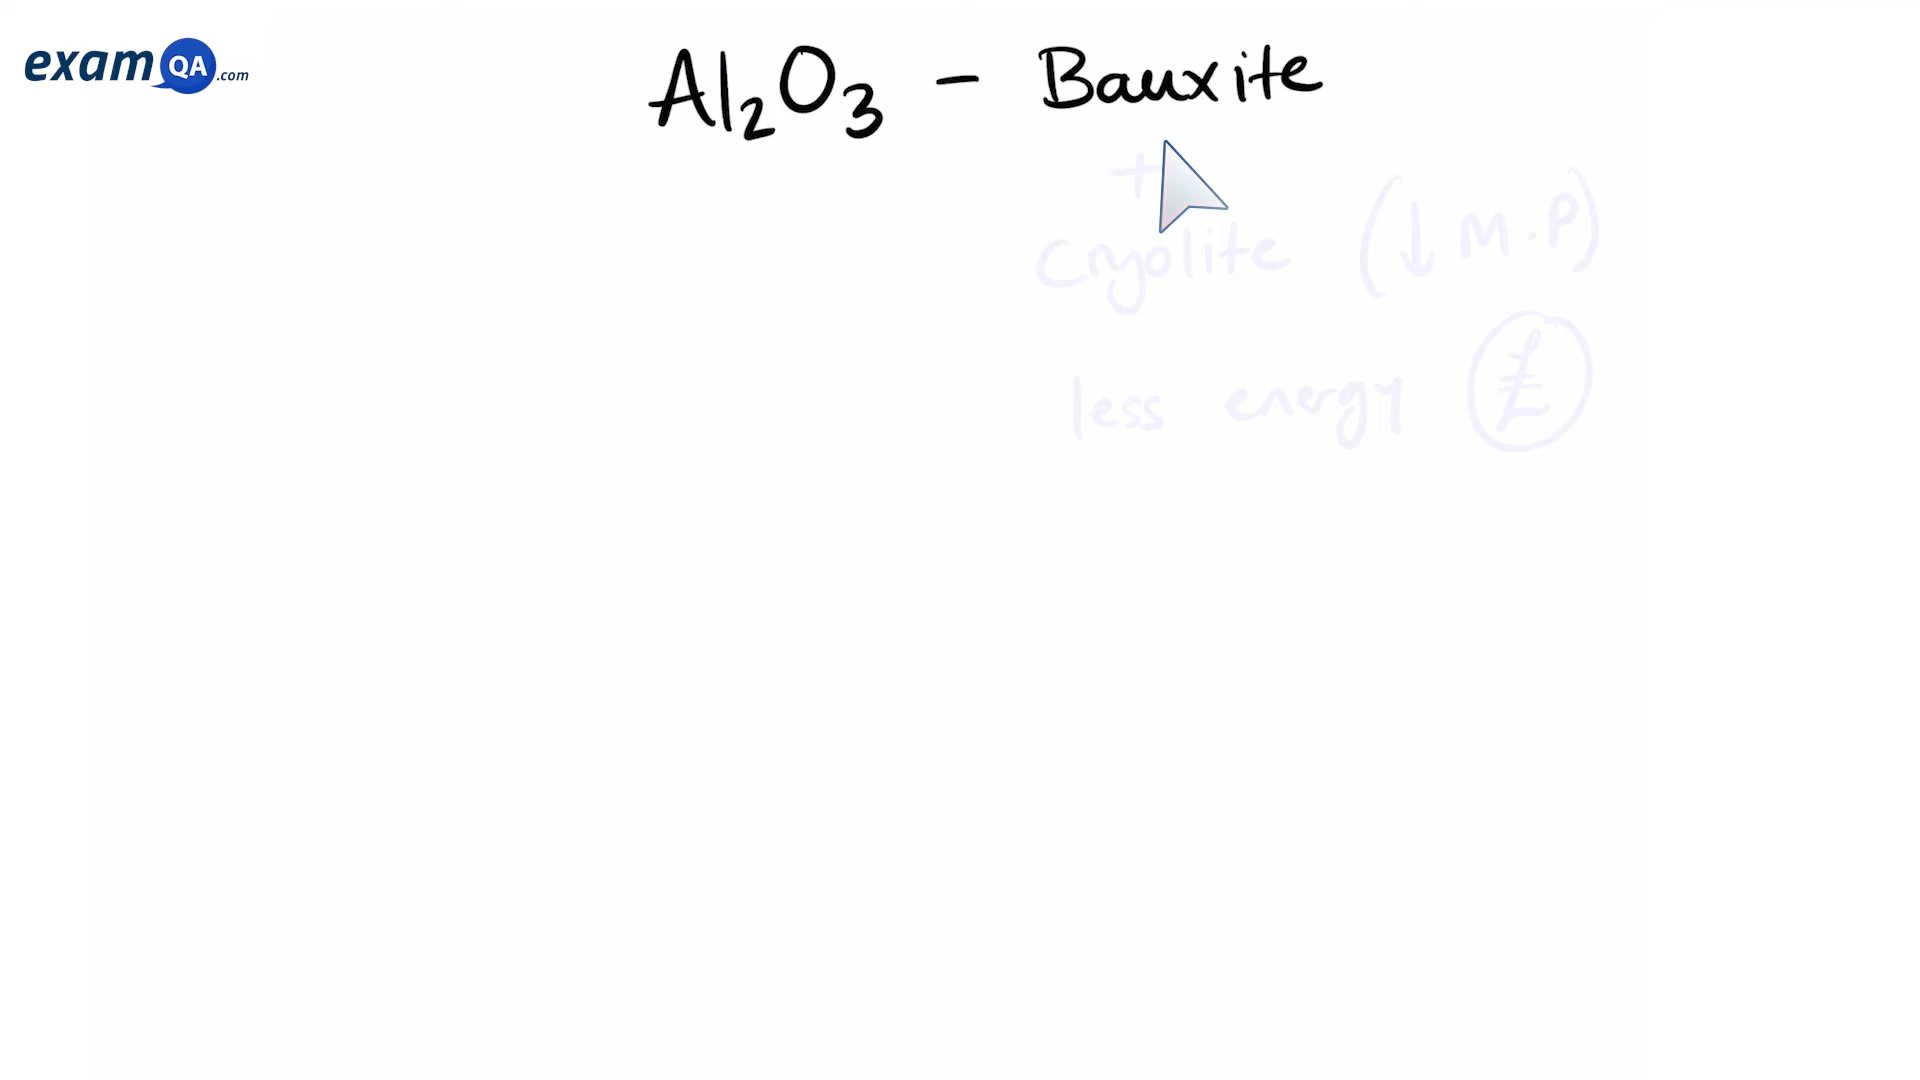 examQA.com
Al₂O₃ - Bauxite
+
Cryolite (↓ M.P)
less energy £